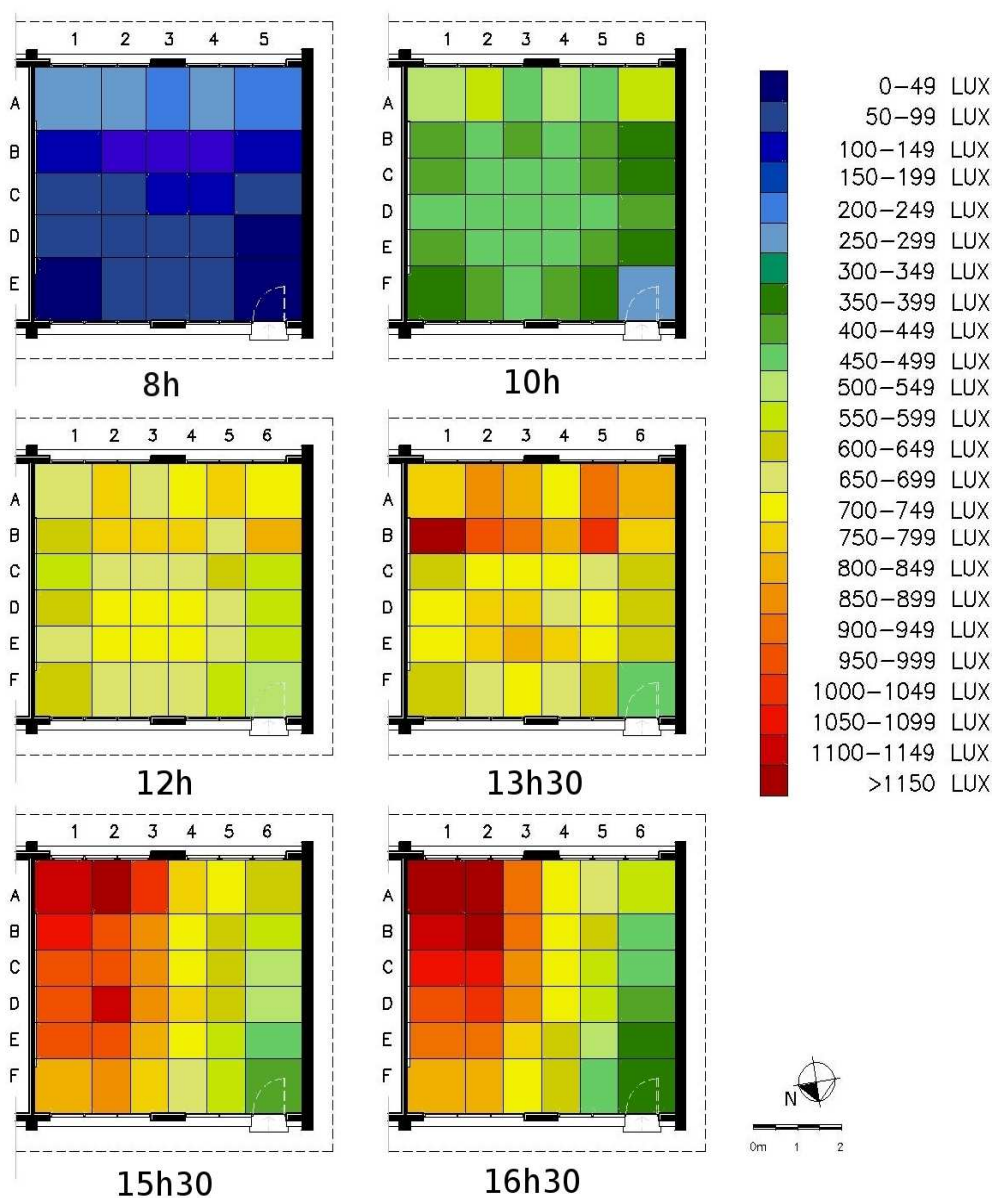 1 2 3 4 5
A
B
C
D
E
8h
1 2 3 4 5 6
A
B
C
D
E
F
10h
0-49 LUX
50-99 LUX
100-149 LUX
150-199 LUX
200-249 LUX
250-299 LUX
300-349 LUX
350-399 LUX
400-449 LUX
450-499 LUX
500-549 LUX
550-599 LUX
600-649 LUX
650-699 LUX
700-749 LUX
750-799 LUX
800-849 LUX
850-899 LUX
900-949 LUX
950-999 LUX
1000-1049 LUX
1050-1099 LUX
1100-1149 LUX
>1150 LUX
1 2 3 4 5 6
A
B
C
D
E
F
12h
1 2 3 4 5 6
A
B
C
D
E
F
13h30
1 2 3 4 5 6
A
B
C
D
E
F
15h30
1 2 3 4 5 6
A
B
C
D
E
F
16h30
N
0m 1 2